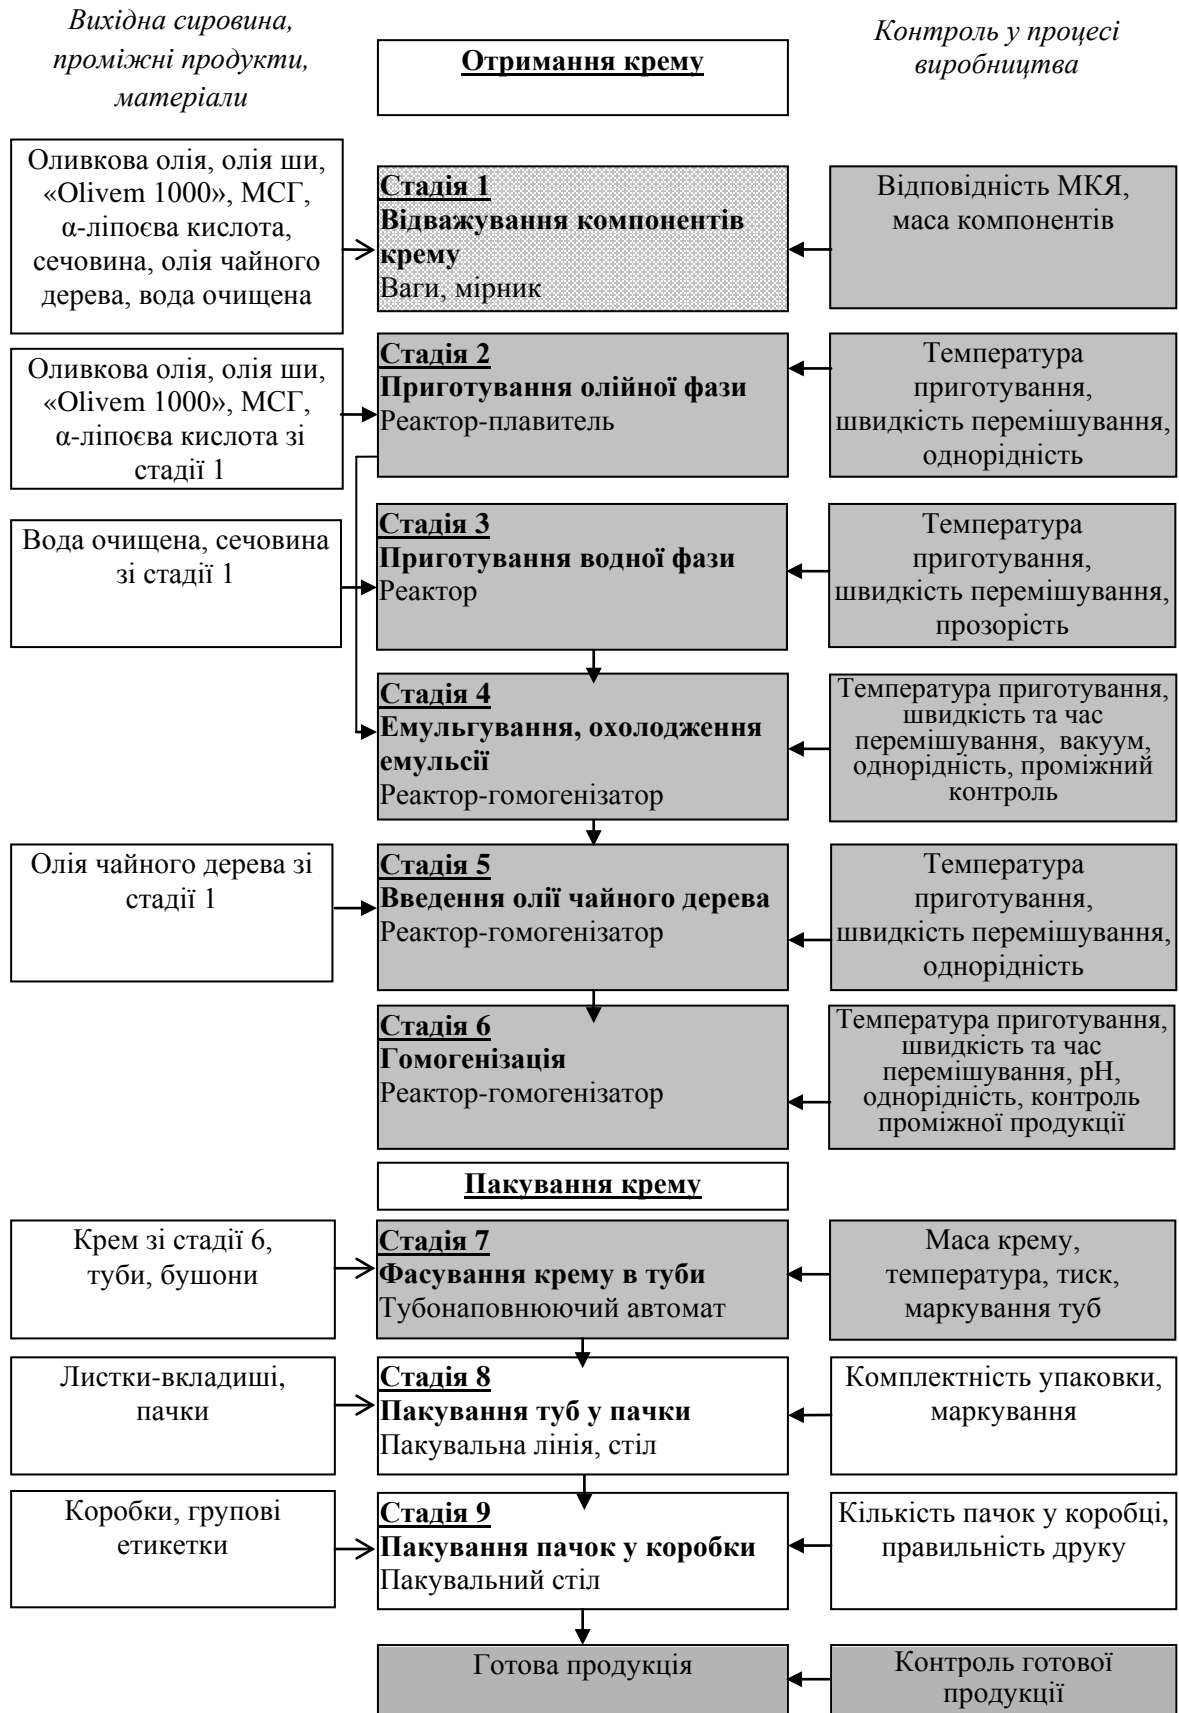 Вихідна сировина,
проміжні продукти,
матеріали
Отримання крему
Контроль у процесі
виробництва
Оливкова олія, олія ши,
«Olivem 1000», МСГ,
α-ліпоєва кислота,
сечовина, олія чайного
дерева, вода очищена
Стадія 1
Відважування компонентів
крему
Ваги, мірник
Відповідність МКЯ,
маса компонентів
Оливкова олія, олія ши,
«Olivem 1000», МСГ,
α-ліпоєва кислота зі
стадії 1
Стадія 2
Приготування олійної фази
Реактор-плавитель
Температура
приготування,
швидкість перемішування,
однорідність
Вода очищена, сечовина
зі стадії 1
Стадія 3
Приготування водної фази
Реактор
Температура
приготування,
швидкість перемішування,
прозорість
Стадія 4
Емульгування, охолодження
емульсії
Реактор-гомогенізатор
Температура приготування,
швидкість та час
перемішування, вакуум,
однорідність, проміжний
контроль
Олія чайного дерева зі
стадії 1
Стадія 5
Введення олії чайного дерева
Реактор-гомогенізатор
Температура
приготування,
швидкість перемішування,
однорідність
Стадія 6
Гомогенізація
Реактор-гомогенізатор
Температура приготування,
швидкість та час
перемішування, рН,
однорідність, контроль
проміжної продукції
Пакування крему
Крем зі стадії 6,
туби, бушони
Стадія 7
Фасування крему в туби
Тубонаповнюючий автомат
Маса крему,
температура, тиск,
маркування туб
Листки-вкладиші,
пачки
Стадія 8
Пакування туб у пачки
Пакувальна лінія, стіл
Комплектність упаковки,
маркування
Коробки, групові
етикетки
Стадія 9
Пакування пачок у коробки
Пакувальний стіл
Кількість пачок у коробці,
правильність друку
Готова продукція
Контроль готової
продукції